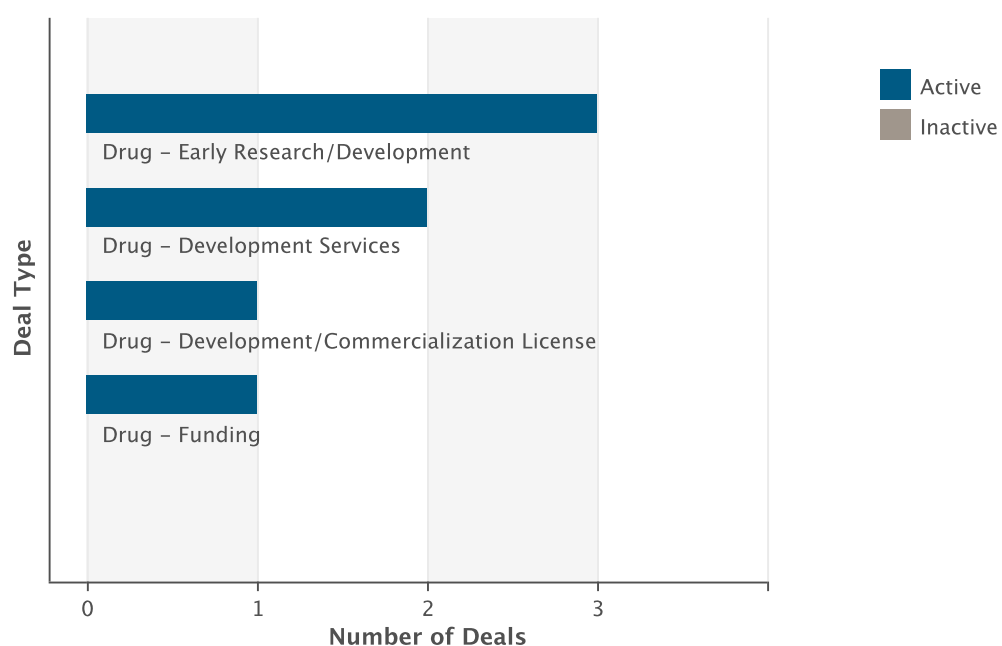 Active
Inactive
Drug – Early Research/Development
Drug – Development Services
Drug – Development/Commercialization License
Drug – Funding
Deal Type
0 1 2 3
Number of Deals